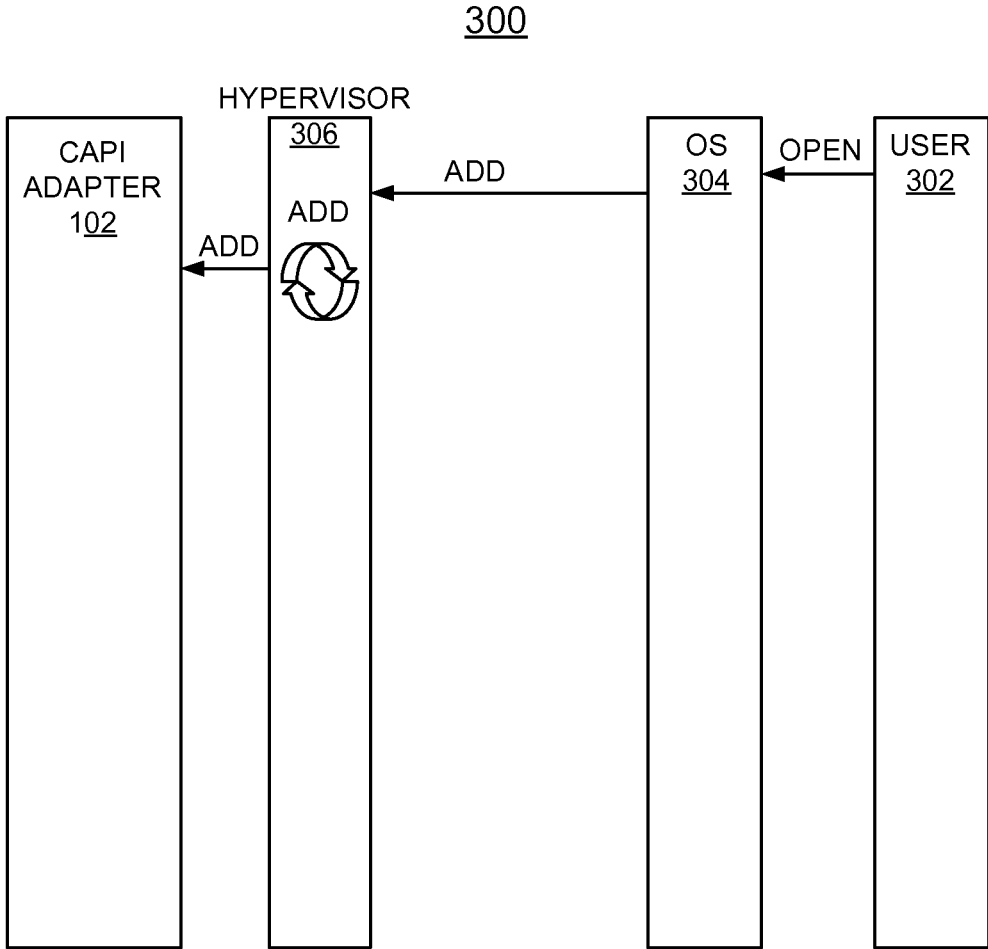 300
HYPERVISOR
306
CAPI
ADAPTER
102
OS
304
USER
302
OPEN
ADD
ADD
ADD